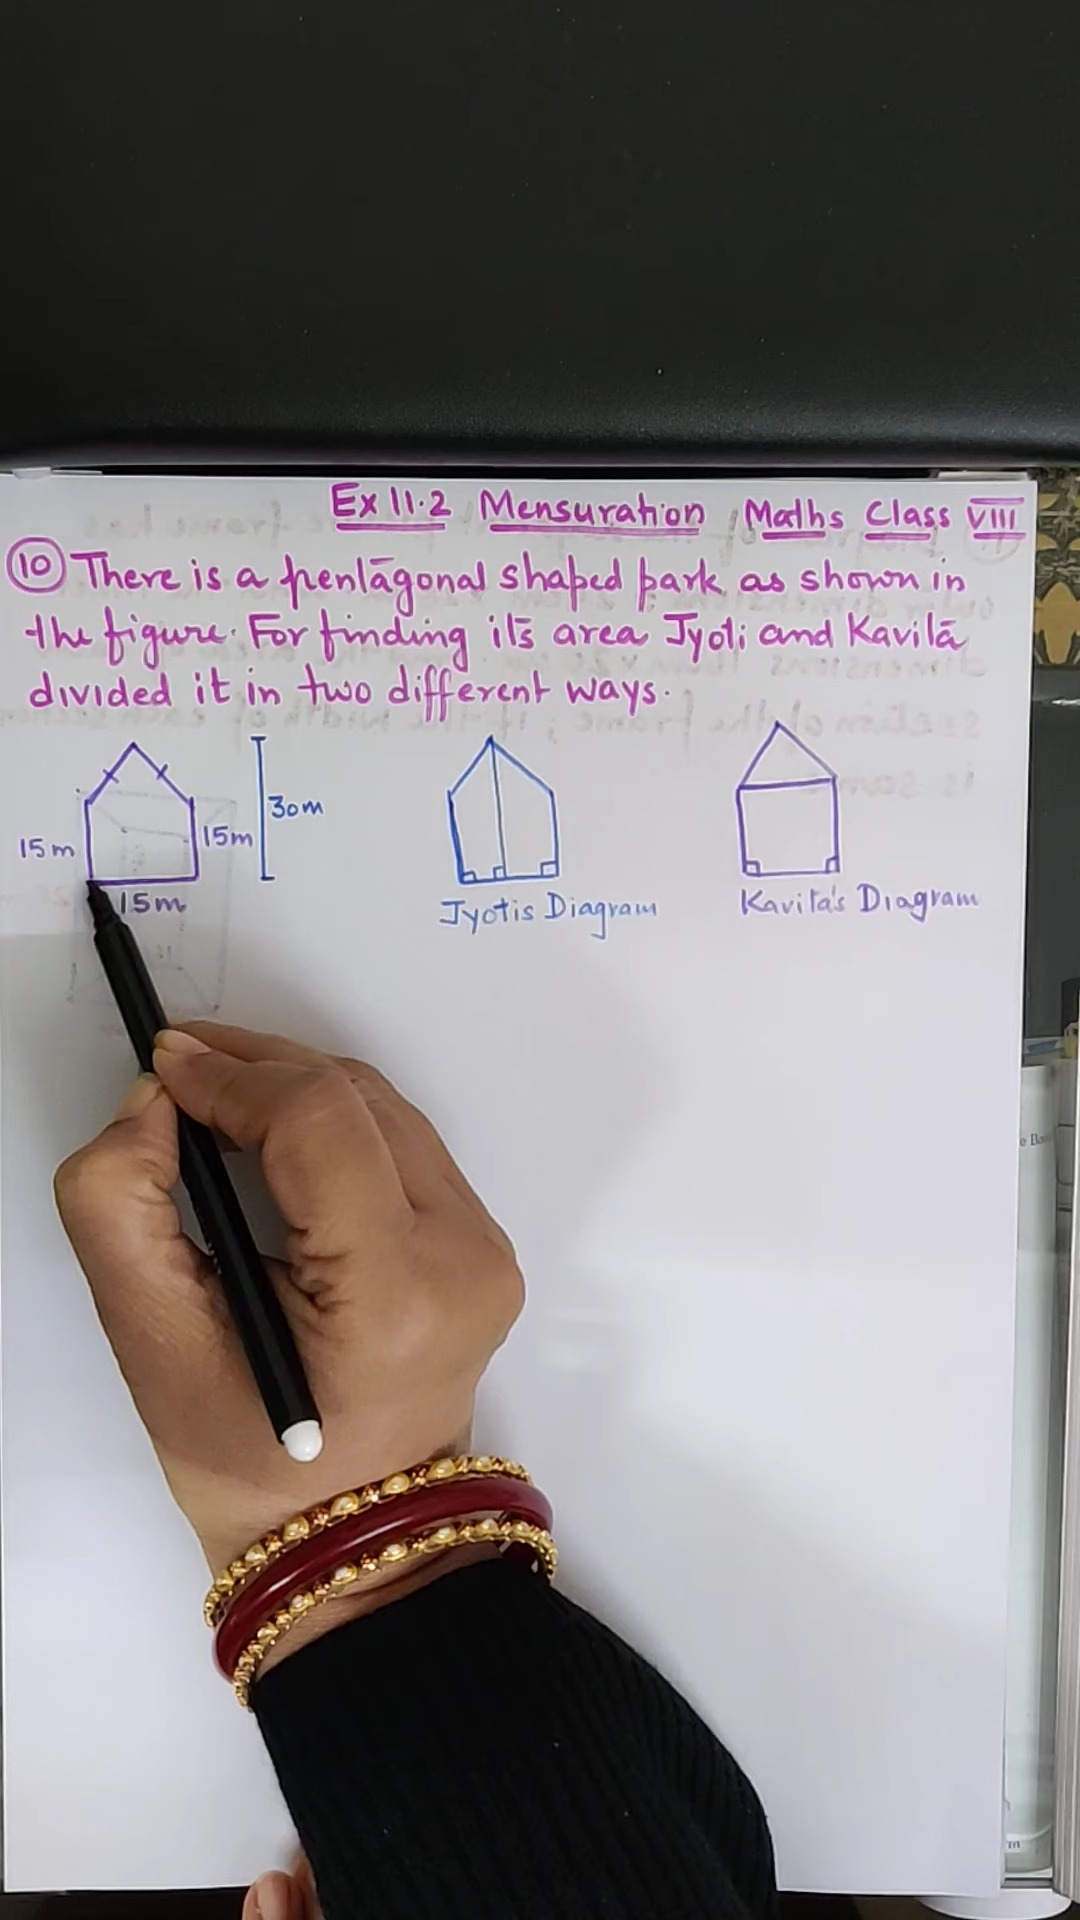 Ex 11.2 Mensuration Maths Class VIII
10 There is a pentagonal shaped park as shown in
the figure. For finding its area Jyoti and Kavita
divided it in two different ways.
30m
15m 15m
15m
Jyotis Diagram Kavita's Diagram